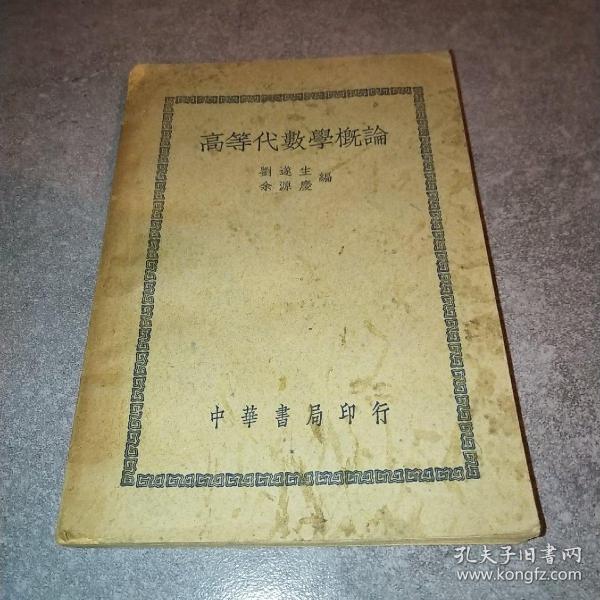 高等代數學概論
劉遂生
余源慶
編
中華書局印行
孔夫子旧书网
www.kongfz.com